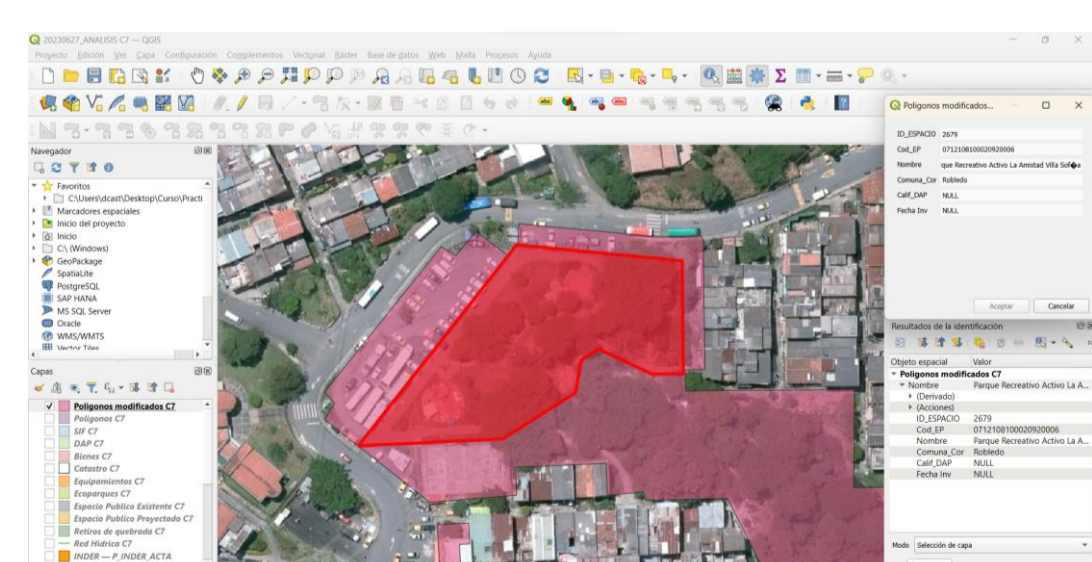 20230627_ANALISIS C7 — QGIS
Proyecto Edición Ver Capa Configuración Complementos Vectorial Ráster Base de datos Web Malla Procesos Ayuda
Navegador
Favoritos
C:\Users\dcast\Desktop\Curso\Practi
Marcadores espaciales
Inicio del proyecto
Inicio
C:\ (Windows)
GeoPackage
SpatiaLite
PostgreSQL
SAP HANA
MS SQL Server
Oracle
WMS/WMTS
Vector Tiles
Capas
Poligonos modificados C7
Poligonos C7
SIF C7
DAP C7
Bienes C7
Catastro C7
Equipamientos C7
Ecoparques C7
Espacio Publico Existente C7
Espacio Publico Proyectado C7
Retiros de quebrada C7
Red Hidrica C7
INDER — P_INDER_ACTA
Poligonos modificados...
ID_ESPACIO 2679
Cod_EP 0712108100020920006
Nombre que Recreativo Activo La Amistad Villa Sof�a
Comuna_Cor Robledo
Calif_DAP NULL
Fecha Inv NULL
Aceptar Cancelar
Resultados de la identificación
Objeto espacial Valor
Poligonos modificados C7
Nombre Parque Recreativo Activo La A...
(Derivado)
(Acciones)
ID_ESPACIO 2679
Cod_EP 0712108100020920006
Nombre Parque Recreativo Activo La A...
Comuna_Cor Robledo
Calif_DAP NULL
Fecha Inv NULL
Modo Selección de capa